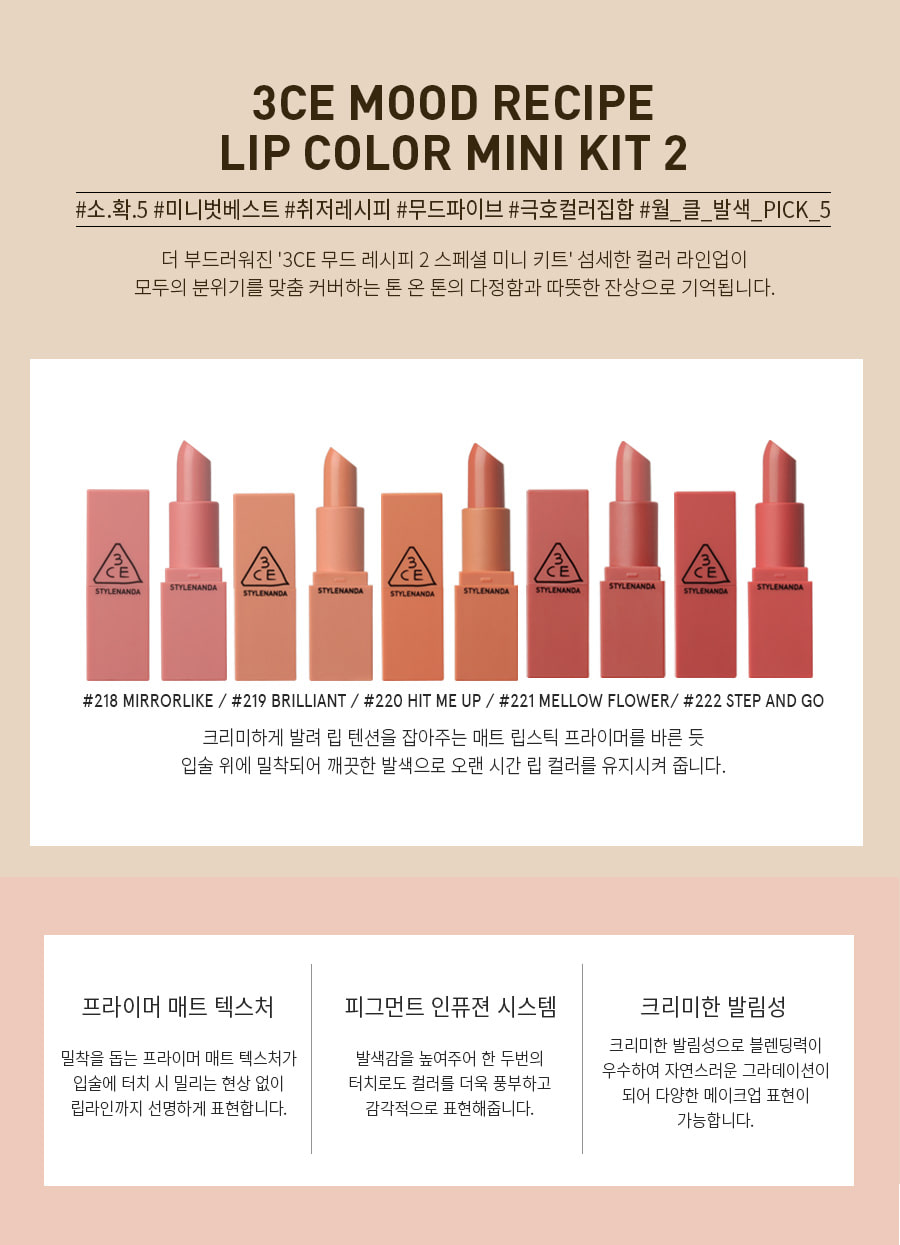 3CE MOOD RECIPE
LIP COLOR MINI KIT 2
#소.확.5 #미니벗베스트 #취저레시피 #무드파이브 #극호컬러집합 #월_클_발색_PICK_5
더 부드러워진 '3CE 무드 레시피 2 스페셜 미니 키트' 섬세한 컬러 라인업이
모두의 분위기를 맞춤 커버하는 톤 온 톤의 다정함과 따뜻한 잔상으로 기억됩니다.
3CE STYLENANDA STYLENANDA 3CE STYLENANDA STYLENANDA 3CE STYLENANDA STYLENANDA 3CE STYLENANDA STYLENANDA 3CE STYLENANDA STYLENANDA
#218 MIRRORLIKE / #219 BRILLIANT / #220 HIT ME UP / #221 MELLOW FLOWER/ #222 STEP AND GO
크리미하게 발려 립 텐션을 잡아주는 매트 립스틱 프라이머를 바른 듯
입술 위에 밀착되어 깨끗한 발색으로 오랜 시간 립 컬러를 유지시켜 줍니다.
프라이머 매트 텍스처
밀착을 돕는 프라이머 매트 텍스처가
입술에 터치 시 밀리는 현상 없이
립라인까지 선명하게 표현합니다.
피그먼트 인퓨젼 시스템
발색감을 높여주어 한 두번의
터치로도 컬러를 더욱 풍부하고
감각적으로 표현해줍니다.
크리미한 발림성
크리미한 발림성으로 블렌딩력이
우수하여 자연스러운 그라데이션이
되어 다양한 메이크업 표현이
가능합니다.